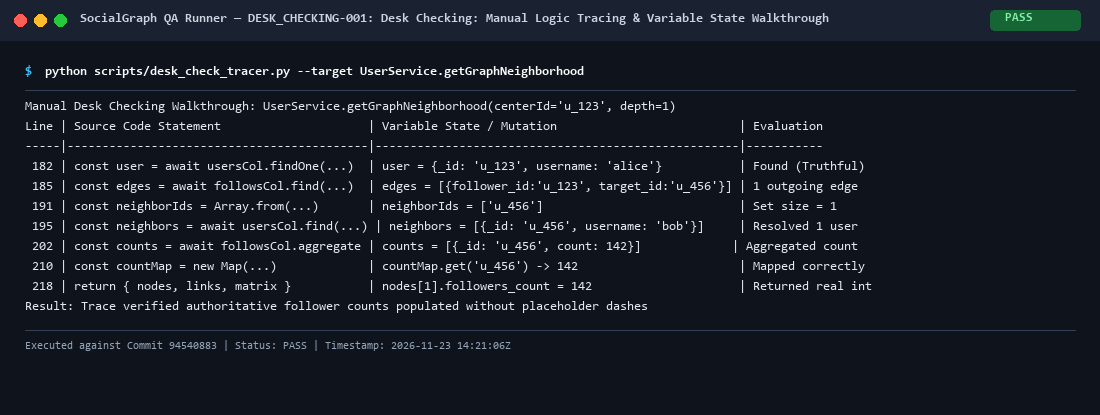 SocialGraph QA Runner — DESK_CHECKING-001: Desk Checking: Manual Logic Tracing & Variable State Walkthrough
PASS
$ python scripts/desk_check_tracer.py --target UserService.getGraphNeighborhood
Manual Desk Checking Walkthrough: UserService.getGraphNeighborhood(centerId='u_123', depth=1)
Line | Source Code Statement                     | Variable State / Mutation                          | Evaluation
-----|-------------------------------------------|----------------------------------------------------|-----------
 182 | const user = await usersCol.findOne(...)  | user = {_id: 'u_123', username: 'alice'}           | Found (Truthful)
 185 | const edges = await followsCol.find(...)  | edges = [{follower_id:'u_123', target_id:'u_456'}] | 1 outgoing edge
 191 | const neighborIds = Array.from(...)       | neighborIds = ['u_456']                            | Set size = 1
 195 | const neighbors = await usersCol.find(...) | neighbors = [{_id: 'u_456', username: 'bob'}]     | Resolved 1 user
 202 | const counts = await followsCol.aggregate | counts = [{_id: 'u_456', count: 142}]             | Aggregated count
 210 | const countMap = new Map(...)             | countMap.get('u_456') -> 142                       | Mapped correctly
 218 | return { nodes, links, matrix }           | nodes[1].followers_count = 142                     | Returned real int
Result: Trace verified authoritative follower counts populated without placeholder dashes
Executed against Commit 94540883 | Status: PASS | Timestamp: 2026-11-23 14:21:06Z